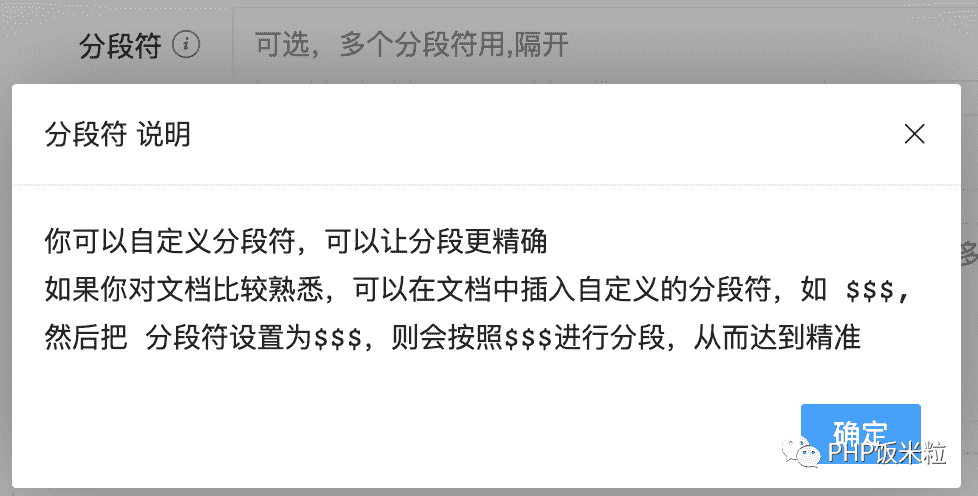 分段符 i 可选，多个分段符用,隔开
分段符 说明
你可以自定义分段符，可以让分段更精确
多
如果你对文档比较熟悉，可以在文档中插入自定义的分段符，如 $$$，
然后把 分段符设置为$$$，则会按照$$$进行分段，从而达到精准
确定
PHP饭米粒